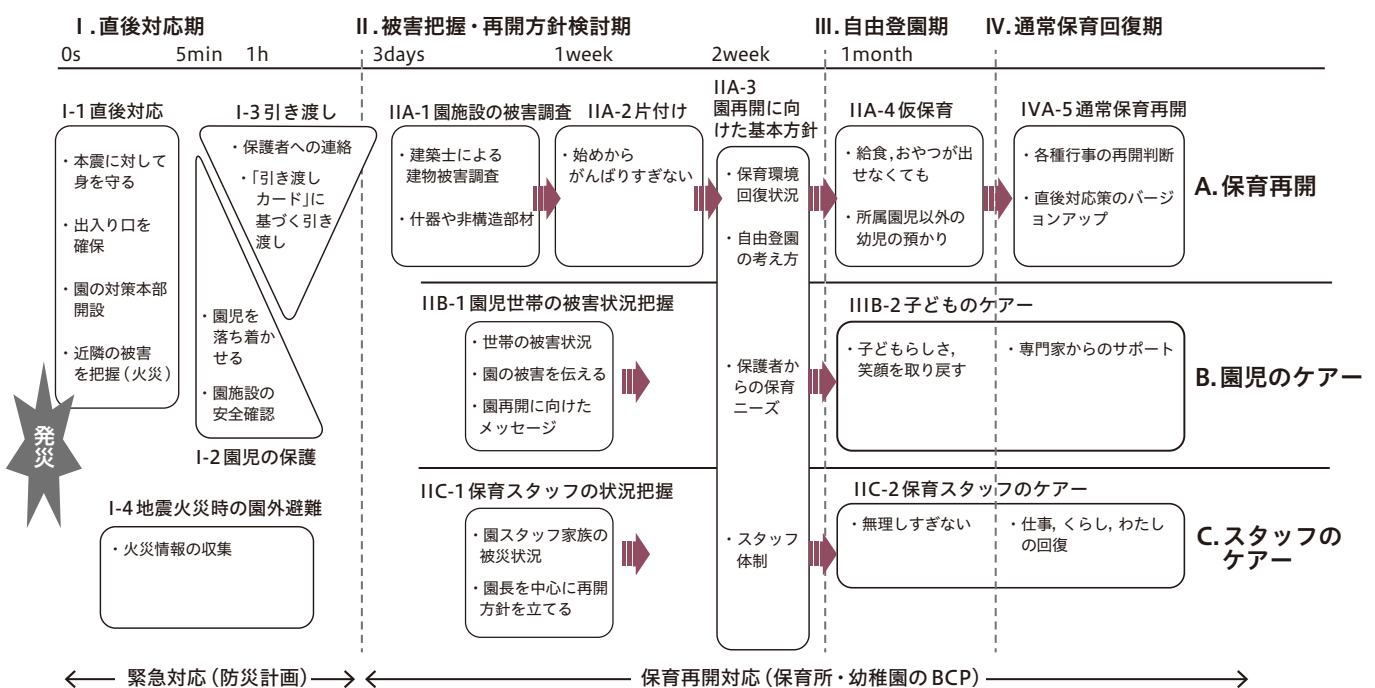 I.直後対応期
II.被害把握・再開方針検討期
III.自由登園期
IV.通常保育回復期
0s
5min
1h
3days
1week
2week
1month
I-1直後対応
・本震に対して
身を守る
・出入り口を
確保
・園の対策本部
開設
・近隣の被害
を把握(火災)
I-3引き渡し
・保護者への連絡
・「引き渡し
カード」に
基づく引き
渡し
・園児を
落ち着か
せる
・園施設の
安全確認
I-2園児の保護
発災
I-4地震火災時の園外避難
・火災情報の収集
IIA-1園施設の被害調査
・建築士による
建物被害調査
・什器や非構造部材
IIA-2片付け
・始めから
がんばりすぎない
IIA-3
園再開に向
けた基本方針
・保育環境
回復状況
・自由登園
の考え方
・保護者か
らの保育
ニーズ
・スタッフ
体制
IIA-4仮保育
・給食,おやつが出
せなくても
・所属園児以外の
幼児の預かり
IVA-5通常保育再開
・各種行事の再開判断
・直後対応策のバージ
ョンアップ
A.保育再開
IIB-1園児世帯の被害状況把握
・世帯の被害状況
・園の被害を伝える
・園再開に向けた
メッセージ
IIIB-2子どものケアー
・子どもらしさ,
笑顔を取り戻す
・専門家からのサポート
B.園児のケアー
IIC-1保育スタッフの状況把握
・園スタッフ家族の
被災状況
・園長を中心に再開
方針を立てる
IIC-2保育スタッフのケアー
・無理しすぎない
・仕事,くらし,わたし
の回復
C.スタッフの
ケアー
緊急対応(防災計画)
保育再開対応(保育所・幼稚園のBCP)